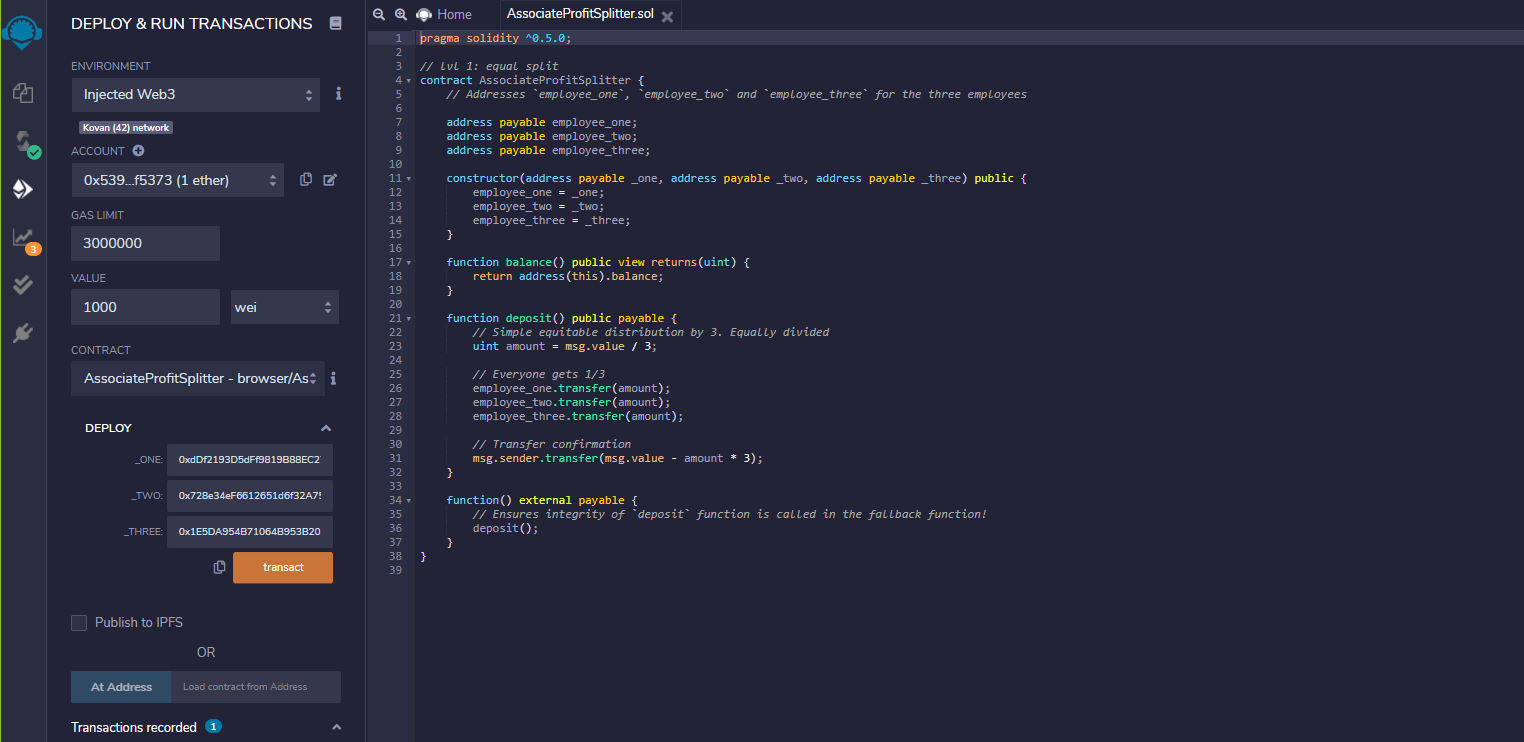 DEPLOY & RUN TRANSACTIONS
ENVIRONMENT
Injected Web3
Kovan (42) network
ACCOUNT
0x539...f5373 (1 ether)
GAS LIMIT
3000000
VALUE
1000
wei
CONTRACT
AssociateProfitSplitter - browser/As
DEPLOY
_ONE:
0xdDf2193D5dFf9819B88EC2
_TWO:
0x728e34eF6612651d6f32A75
_THREE:
0x1E5DA954B71064B953B20
transact
Publish to IPFS
OR
At Address
Load contract from Address
Transactions recorded 1
3
Home
AssociateProfitSplitter.sol
1 pragma solidity ^0.5.0;
2
3 // lvl 1: equal split
4 contract AssociateProfitSplitter {
5 // Addresses `employee_one`, `employee_two` and `employee_three` for the three employees
6
7 address payable employee_one;
8 address payable employee_two;
9 address payable employee_three;
10
11 constructor(address payable _one, address payable _two, address payable _three) public {
12 employee_one = _one;
13 employee_two = _two;
14 employee_three = _three;
15 }
16
17 function balance() public view returns(uint) {
18 return address(this).balance;
19 }
20
21 function deposit() public payable {
22 // Simple equitable distribution by 3. Equally divided
23 uint amount = msg.value / 3;
24
25 // Everyone gets 1/3
26 employee_one.transfer(amount);
27 employee_two.transfer(amount);
28 employee_three.transfer(amount);
29
30 // Transfer confirmation
31 msg.sender.transfer(msg.value - amount * 3);
32 }
33
34 function() external payable {
35 // Ensures integrity of `deposit` function is called in the fallback function!
36 deposit();
37 }
38 }
39